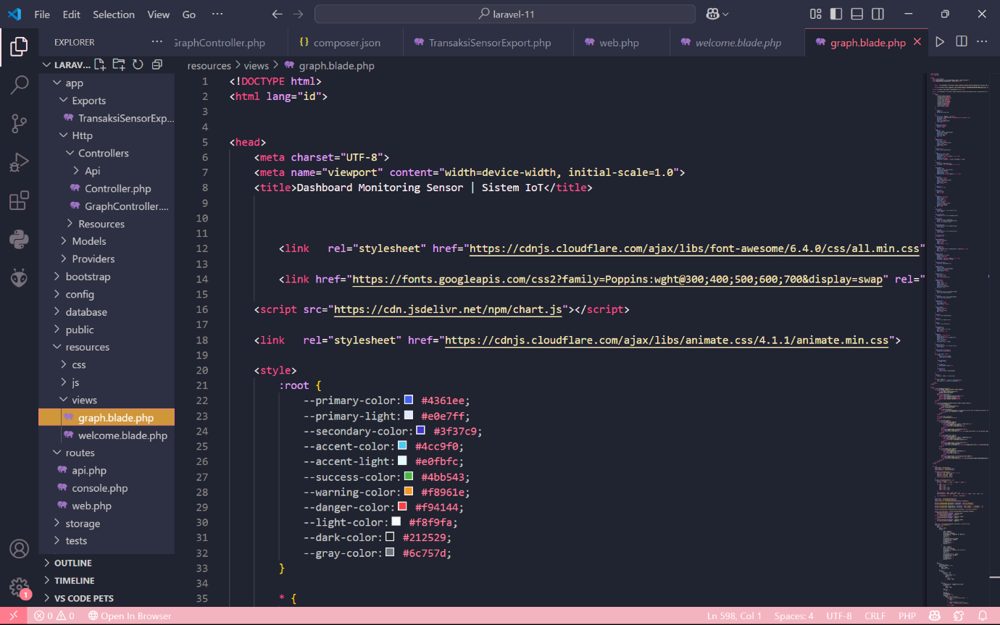 File Edit Selection View Go ··· laravel-11
EXPLORER ··· GraphController.php {} composer.json TransaksiSensorExport.php web.php welcome.blade.php graph.blade.php ···
LARAV...
app
Exports
TransaksiSensorExp...
Http
Controllers
Api
Controller.php
GraphController....
Resources
Models
Providers
bootstrap
config
database
public
resources
css
js
views
graph.blade.php
welcome.blade.php
routes
api.php
console.php
web.php
storage
tests
OUTLINE
TIMELINE
VS CODE PETS
1
resources > views > graph.blade.php
1 <!DOCTYPE html>
2 <html lang="id">
3
4
5 <head>
6 <meta charset="UTF-8">
7 <meta name="viewport" content="width=device-width, initial-scale=1.0">
8 <title>Dashboard Monitoring Sensor | Sistem IoT</title>
9
10
11
12 <link rel="stylesheet" href="https://cdnjs.cloudflare.com/ajax/libs/font-awesome/6.4.0/css/all.min.css"
13
14 <link href="https://fonts.googleapis.com/css2?family=Poppins:wght@300;400;500;600;700&display=swap" rel="
15
16 <script src="https://cdn.jsdelivr.net/npm/chart.js"></script>
17
18 <link rel="stylesheet" href="https://cdnjs.cloudflare.com/ajax/libs/animate.css/4.1.1/animate.min.css">
19
20 <style>
21 :root {
22 --primary-color: #4361ee;
23 --primary-light: #e0e7ff;
24 --secondary-color: #3f37c9;
25 --accent-color: #4cc9f0;
26 --accent-light: #e0fbfc;
27 --success-color: #4bb543;
28 --warning-color: #f8961e;
29 --danger-color: #f94144;
30 --light-color: #f8f9fa;
31 --dark-color: #212529;
32 --gray-color: #6c757d;
33 }
34
35 * {
0 0 Open In Browser Ln 598, Col 1 Spaces: 4 UTF-8 CRLF PHP